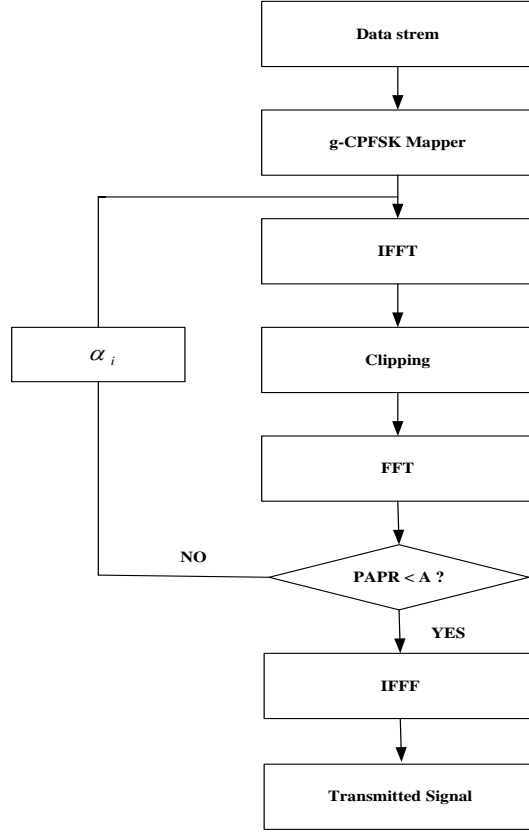 Data strem
g-CPFSK Mapper
IFFT
α i
Clipping
FFT
NO
PAPR < A ?
YES
IFFF
Transmitted Signal